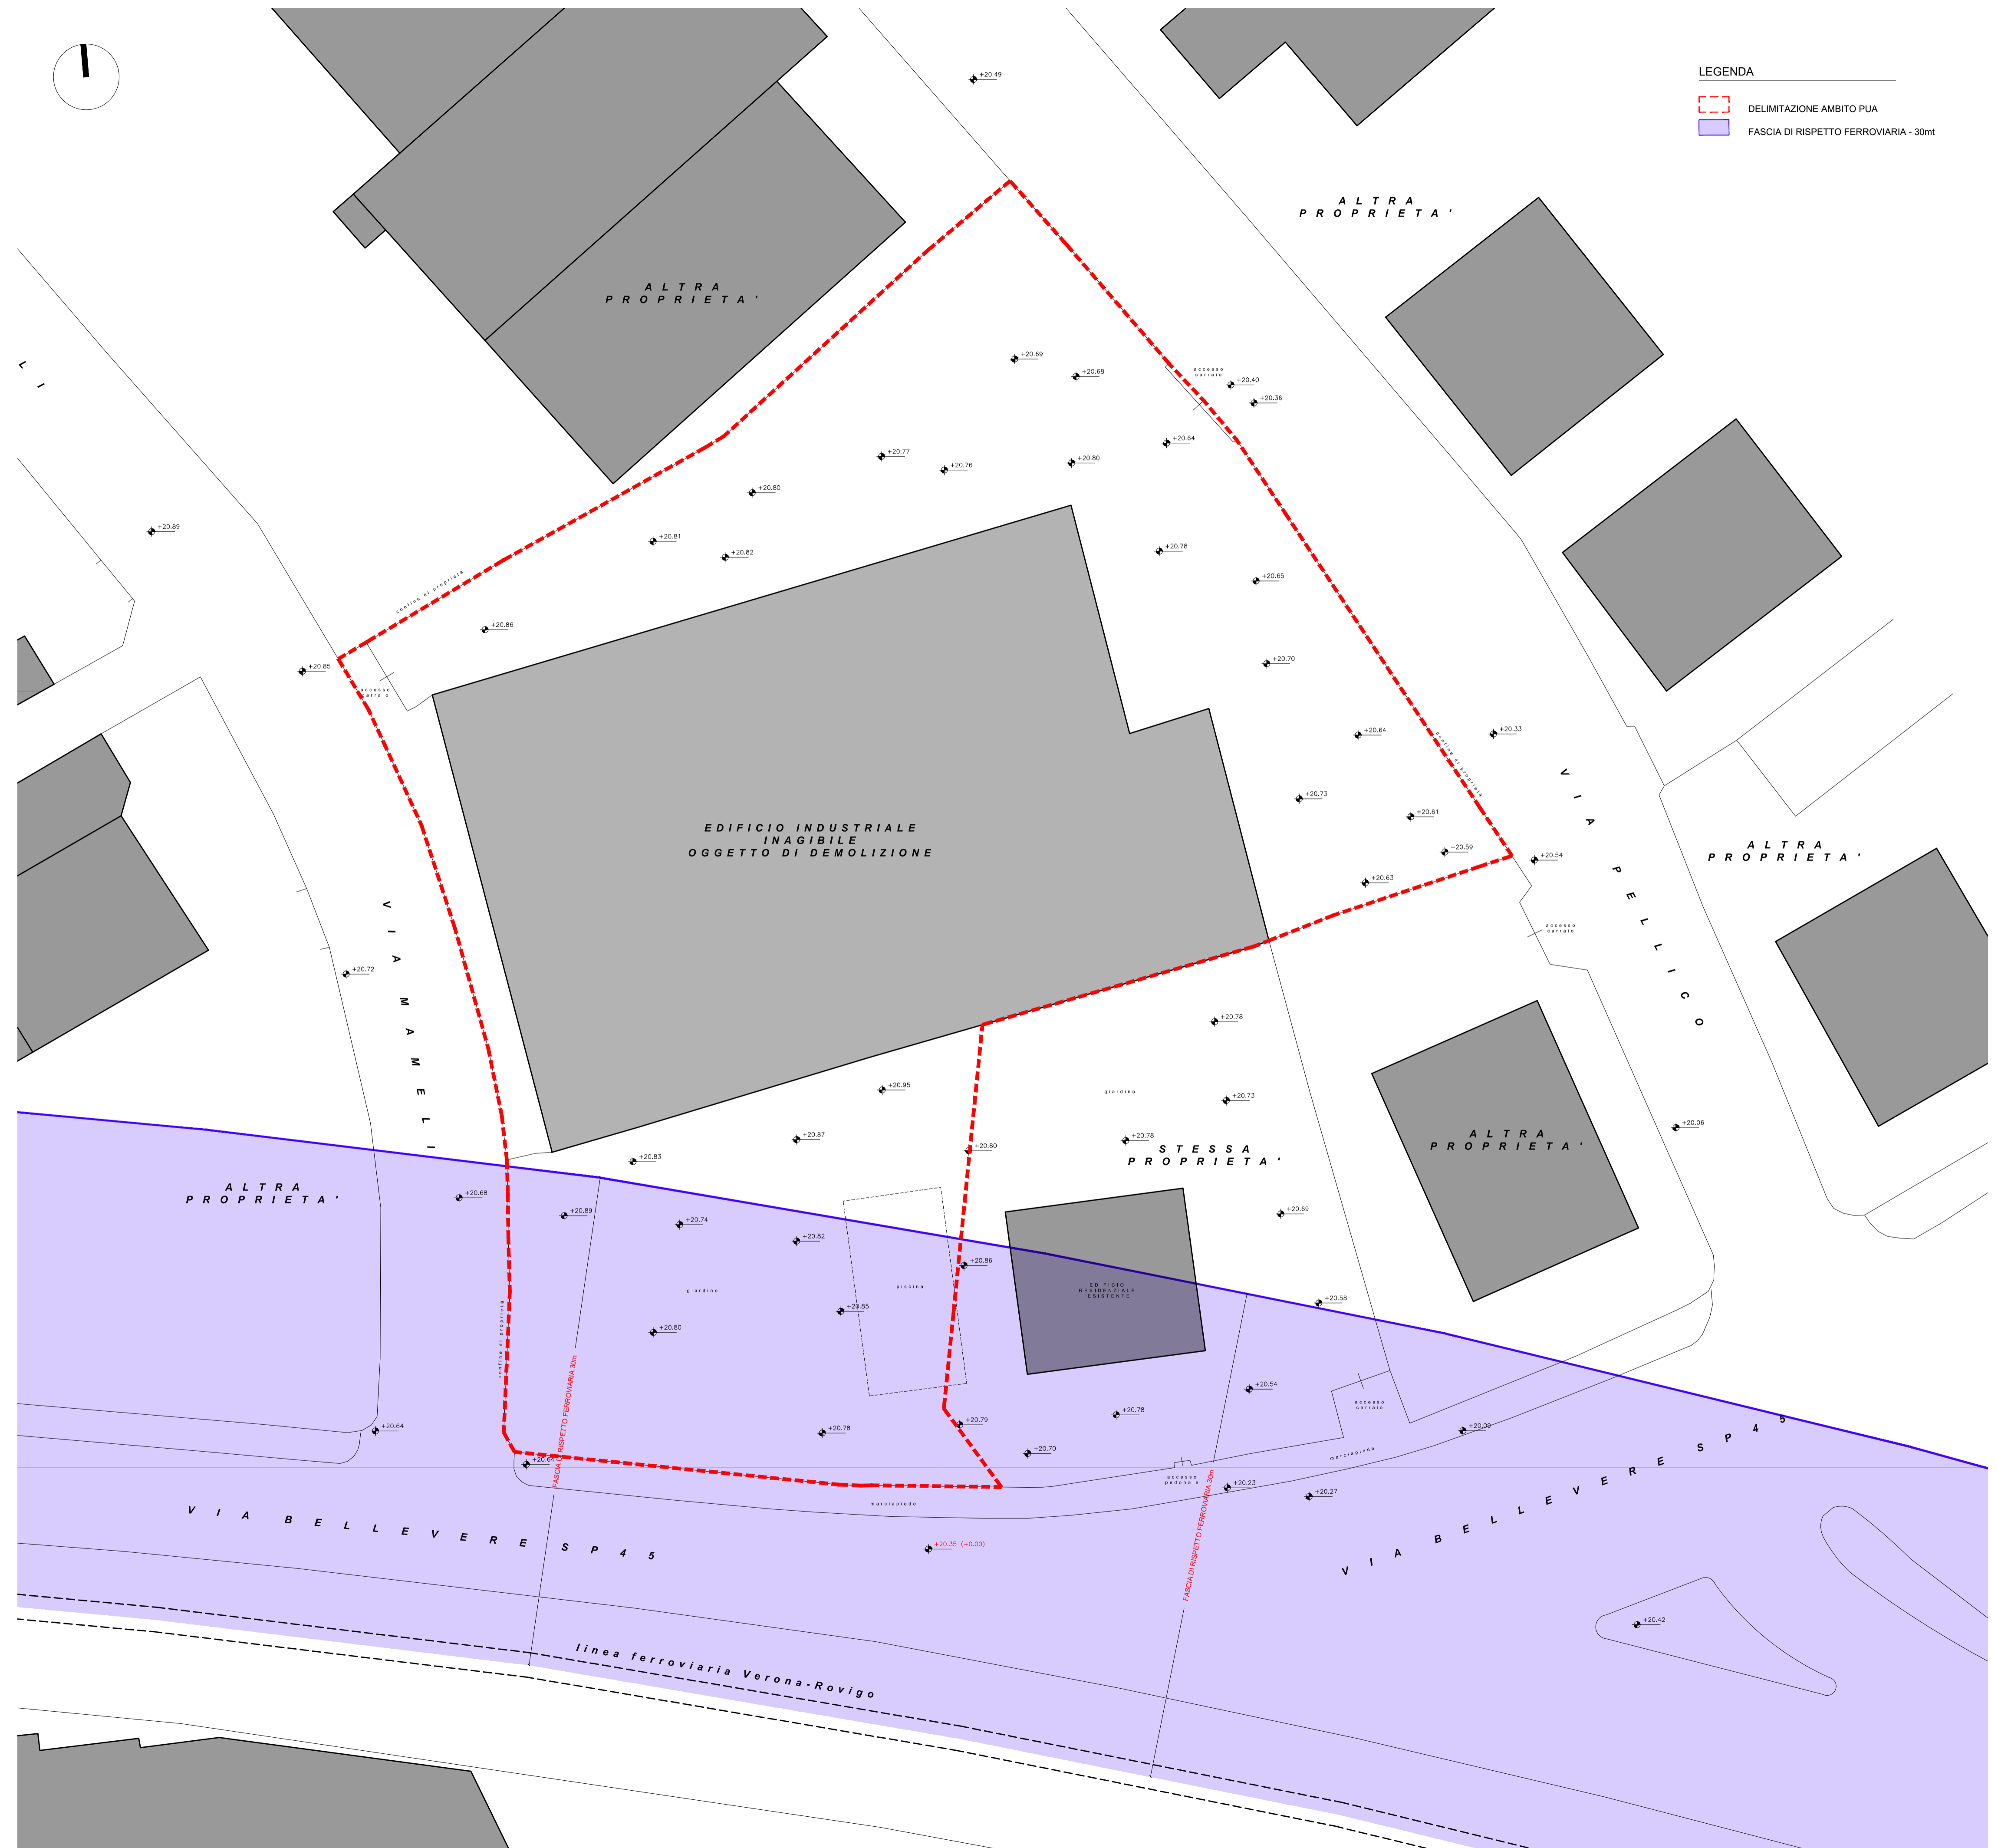 LEGENDA
DELIMITAZIONE AMBITO PUA
FASCIA DI RISPETTO FERROVIARIA - 30mt
+20.49
ALTRA
PROPRIETA'
ALTRA
PROPRIETA'
L I
+20.69
+20.68
accesso
carraio
+20.40
+20.36
+20.64
+20.77
+20.76
+20.80
+20.80
+20.89
+20.81
+20.82
+20.78
+20.65
confine di proprietà
+20.86
+20.85
accesso
carraio
+20.70
+20.64
+20.33
confine di proprietà
+20.73
+20.61
EDIFICIO INDUSTRIALE
INAGIBILE
OGGETTO DI DEMOLIZIONE
VIA PELLICO
ALTRA
PROPRIETA'
+20.59
+20.54
+20.63
VIA MAMELI
accesso
carraio
+20.72
+20.78
+20.95
giardino
+20.73
+20.06
+20.87
+20.78
+20.80
STESSA
PROPRIETA'
ALTRA
PROPRIETA'
+20.83
ALTRA
PROPRIETA'
+20.68
+20.89
+20.74
+20.69
+20.82
+20.86
piscina
giardino
EDIFICIO
RESIDENZIALE
ESISTENTE
+20.85
+20.58
confine di proprietà
+20.80
FASCIA DI RISPETTO FERROVIARIA 30m
+20.54
accesso
carraio
+20.78
+20.79
+20.64
+20.78
+20.09
+20.70
marciapiede
+20.64
accesso
pedonale
+20.23
+20.27
marciapiede
FASCIA DI RISPETTO FERROVIARIA 30m
VIA BELLEVERE SP45
VIA BELLEVERE SP45
+20.35 (+0.00)
+20.42
linea ferroviaria Verona-Rovigo